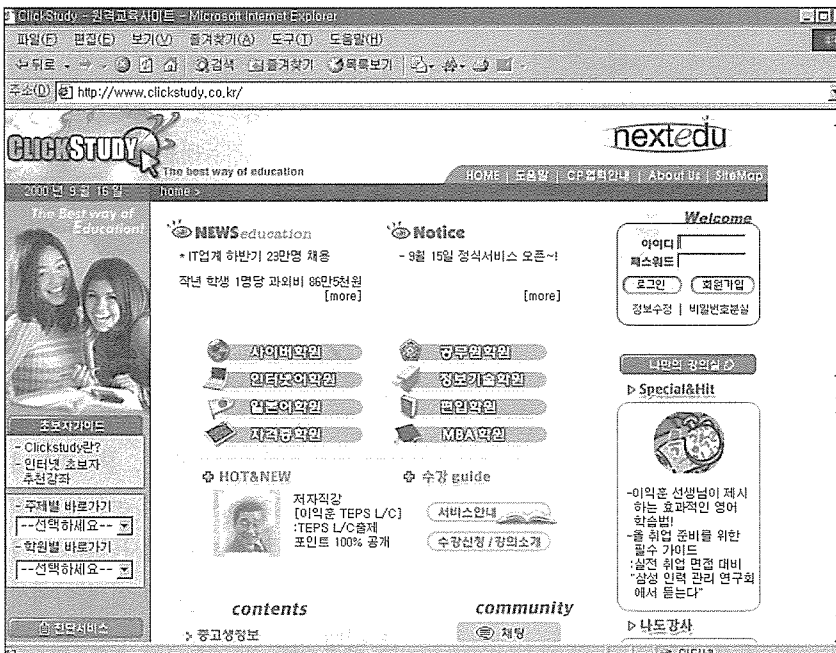 ClickStudy - 원격교육사이트 - Microsoft Internet Explorer
파일(F) 편집(E) 보기(V) 즐겨찾기(A) 도구(T) 도움말(H)
뒤로 검색 즐겨찾기 목록보기
주소(D) http://www.clickstudy.co.kr/
CLICKSTUDY
The best way of education
nextedu
HOME | 도움말 | CP협력안내 | About Us | SiteMap
2000년 9월 16일 home >
The Best way of
Education!
NEWS education
* IT업계 하반기 23만명 채용
작년 학생 1명당 과외비 86만5천원
[more]
Notice
- 9월 15일 정식서비스 오픈~!
[more]
Welcome
아이디
패스워드
로그인 회원가입
정보수정 | 비밀번호분실
사이버학원 공무원학원
인터넷어학원 정보기술학원
일본어학원 편입학원
자격증학원 MBA학원
나만의 강의실
▷ Special&Hit
-이익훈 선생님이 제시
하는 효과적인 영어
학습법!
-올 취업 준비를 위한
필수 가이드
:실전 취업 면접 대비
"삼성 인력 관리 연구회
에서 듣는다"
▷ 나도강사
초보자가이드
- Clickstudy란?
- 인터넷 초보자
추천강좌
- 주제별 바로가기
--선택하세요--
- 학원별 바로가기
--선택하세요--
진단서비스
HOT&NEW
저자직강
[이익훈 TEPS L/C]
:TEPS L/C출제
포인트 100% 공개
수강 guide
서비스안내
수강신청/강의소개
contents
중고생정보
community
채팅
인터넷